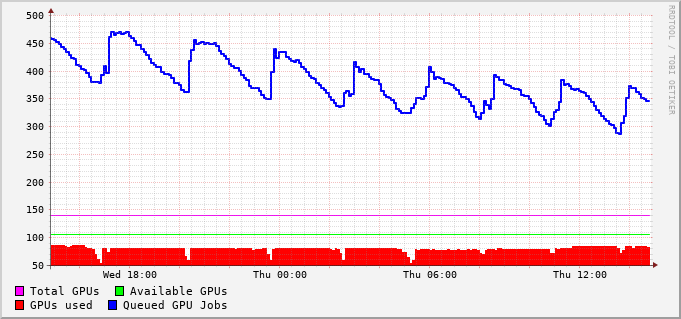 500
450
400
350
300
250
200
150
100
50
Wed 18:00 Thu 00:00 Thu 06:00 Thu 12:00
Total GPUs Available GPUs
GPUs used Queued GPU Jobs
RRDTOOL / TOBI OETIKER